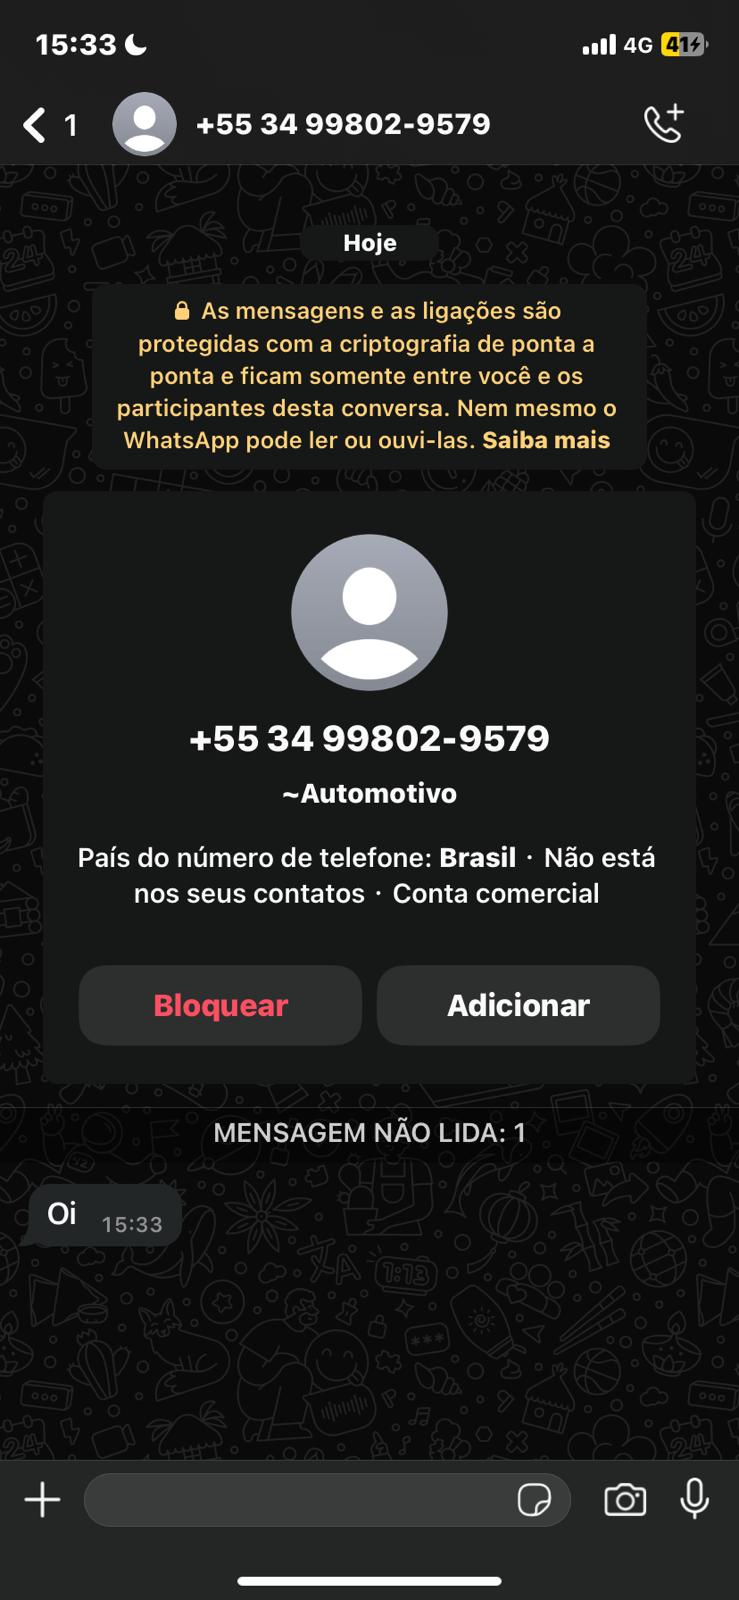 15:33
4G
41
1
+55 34 99802-9579
Hoje
As mensagens e as ligações são
protegidas com a criptografia de ponta a
ponta e ficam somente entre você e os
participantes desta conversa. Nem mesmo o
WhatsApp pode ler ou ouvi-las. Saiba mais
+55 34 99802-9579
~Automotivo
País do número de telefone: Brasil · Não está
nos seus contatos · Conta comercial
Bloquear
Adicionar
MENSAGEM NÃO LIDA: 1
Oi
15:33